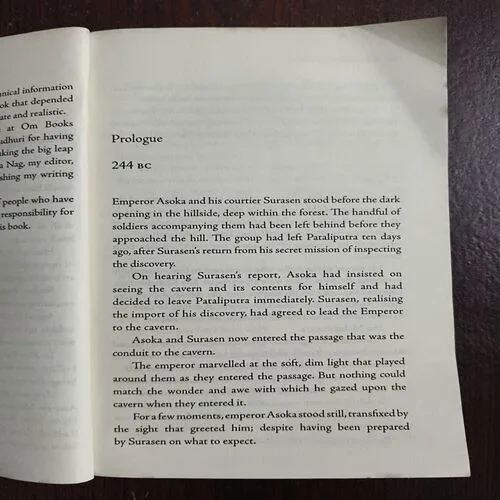 nical information
ok that depended
ate and realistic.
at Om Books
dhuri for having
king the big leap
a Nag, my editor,
shing my writing
f people who have
responsibility for
is book.
Prologue
244 BC
Emperor Asoka and his courtier Surasen stood before the dark
opening in the hillside, deep within the forest. The handful of
soldiers accompanying them had been left behind before they
approached the hill. The group had left Pataliputra ten days
ago, after Surasen's return from his secret mission of inspecting
the discovery.
On hearing Surasen's report, Asoka had insisted on
seeing the cavern and its contents for himself and had
decided to leave Pataliputra immediately. Surasen, realising
the import of his discovery, had agreed to lead the Emperor
to the cavern.
Asoka and Surasen now entered the passage that was the
conduit to the cavern.
The emperor marvelled at the soft, dim light that played
around them as they entered the passage. But nothing could
match the wonder and awe with which he gazed upon the
cavern when they entered it.
For a few moments, emperor Asoka stood still, transfixed by
the sight that greeted him; despite having been prepared
by Surasen on what to expect.